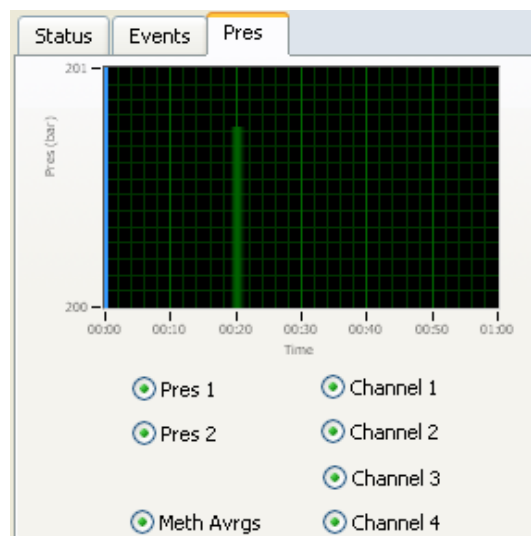 Status Events Pres
201
Pres (bar)
200
00:00 00:10 00:20 00:30 00:40 00:50 01:00
Time
Pres 1 Channel 1
Pres 2 Channel 2
Channel 3
Meth Avrgs Channel 4